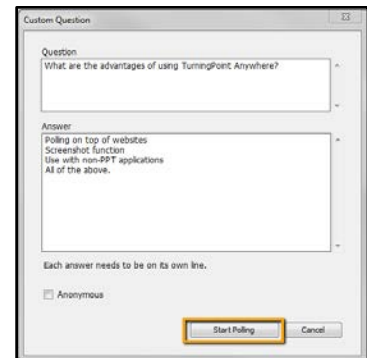 Custom Question
Question
What are the advantages of using TurningPoint Anywhere?
Answer
Polling on top of websites
Screenshot function
Use with non-PPT applications
All of the above.
Each answer needs to be on its own line.
Anonymous
Start Polling
Cancel